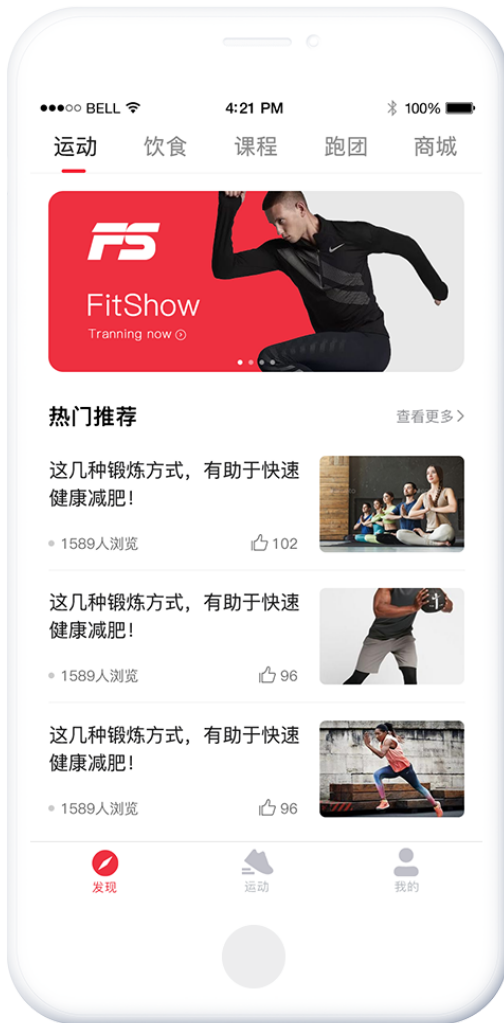 BELL 4:21 PM 100%
运动 饮食 课程 跑团 商城
FS
FitShow
Tranning now
热门推荐 查看更多
这几种锻炼方式，有助于快速
健康减肥！
1589人浏览 102
这几种锻炼方式，有助于快速
健康减肥！
1589人浏览 96
这几种锻炼方式，有助于快速
健康减肥！
1589人浏览 96
发现 运动 我的